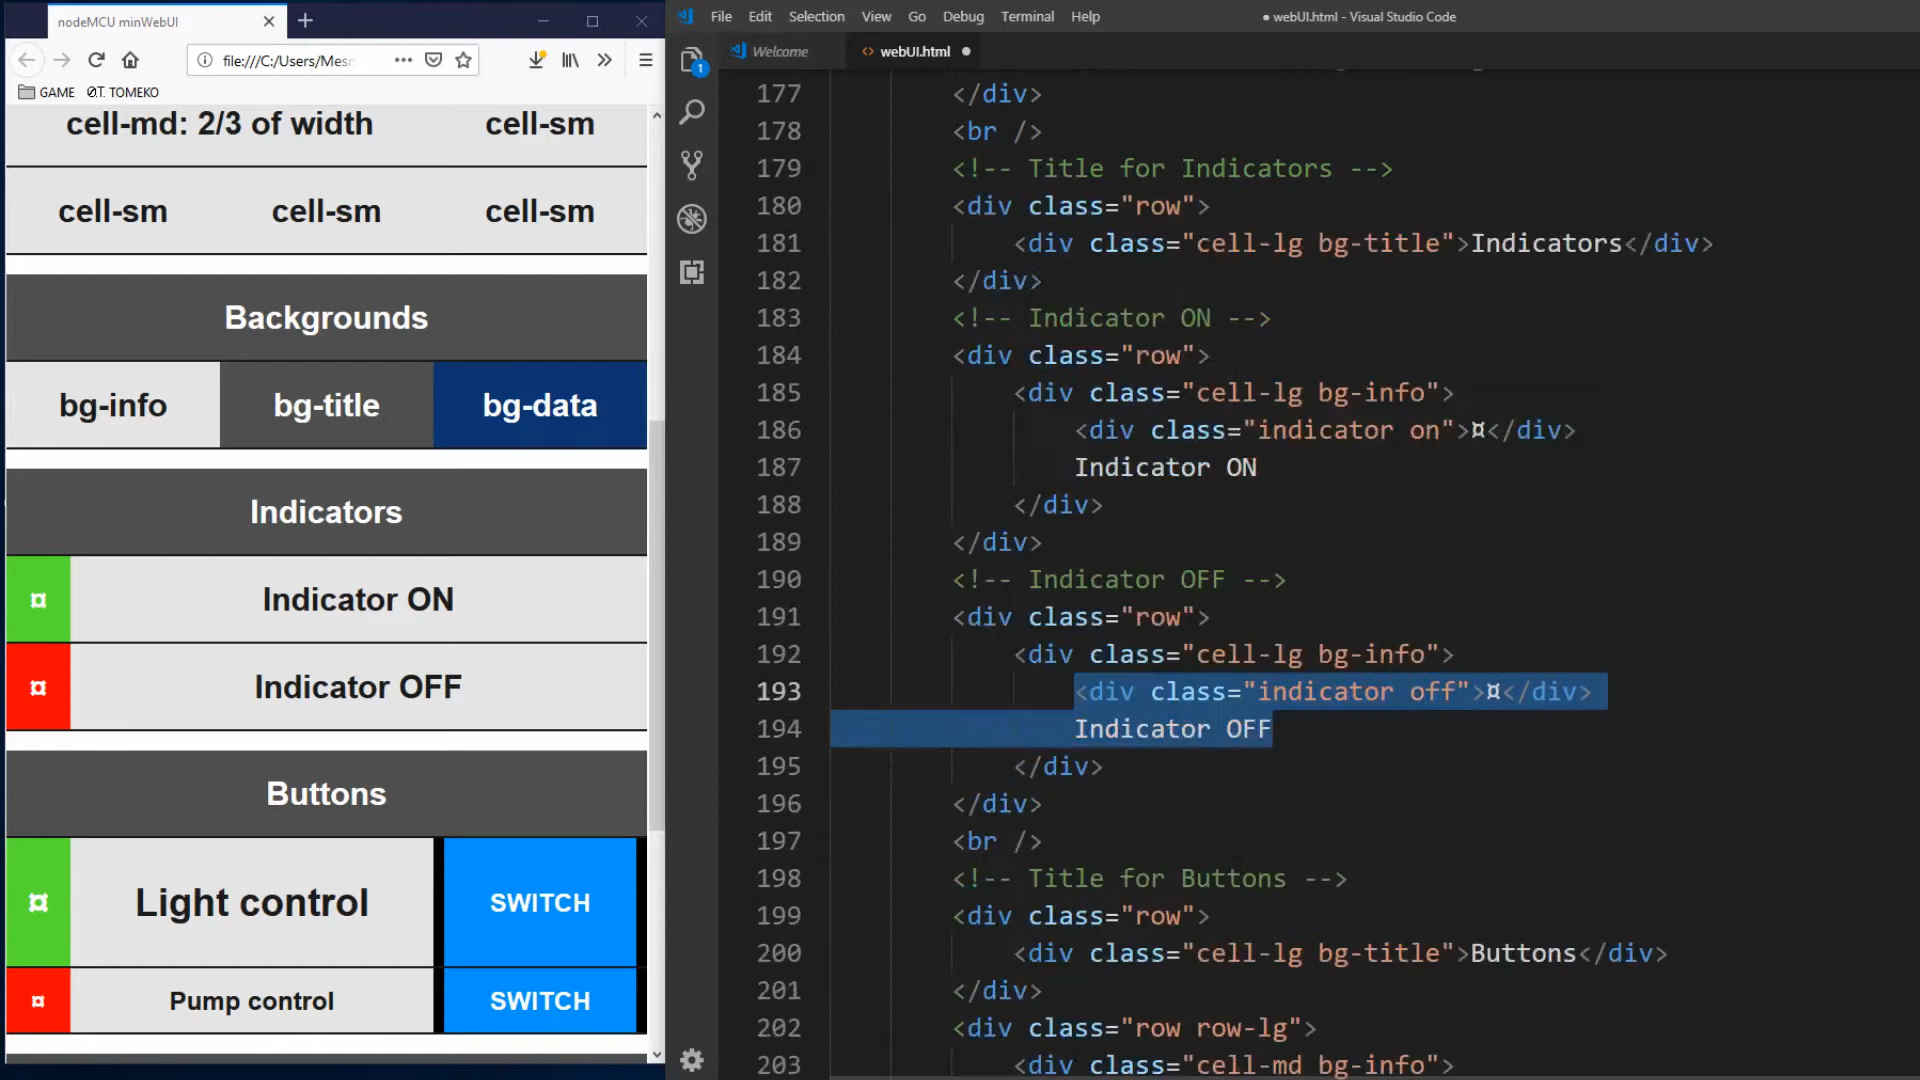 nodeMCU minWebUI
file:///C:/Users/Mesr
GAME
T. TOMEKO
cell-md: 2/3 of width cell-sm
cell-sm cell-sm cell-sm
Backgrounds
bg-info bg-title bg-data
Indicators
¤ Indicator ON
¤ Indicator OFF
Buttons
¤ Light control SWITCH
¤ Pump control SWITCH
File Edit Selection View Go Debug Terminal Help
● webUI.html - Visual Studio Code
Welcome
<> webUI.html ●
1
177 </div>
178 <br />
179 <!-- Title for Indicators -->
180 <div class="row">
181 <div class="cell-lg bg-title">Indicators</div>
182 </div>
183 <!-- Indicator ON -->
184 <div class="row">
185 <div class="cell-lg bg-info">
186 <div class="indicator on">¤</div>
187 Indicator ON
188 </div>
189 </div>
190 <!-- Indicator OFF -->
191 <div class="row">
192 <div class="cell-lg bg-info">
193 <div class="indicator off">¤</div>
194 Indicator OFF
195 </div>
196 </div>
197 <br />
198 <!-- Title for Buttons -->
199 <div class="row">
200 <div class="cell-lg bg-title">Buttons</div>
201 </div>
202 <div class="row row-lg">
203 <div class="cell-md bg-info">